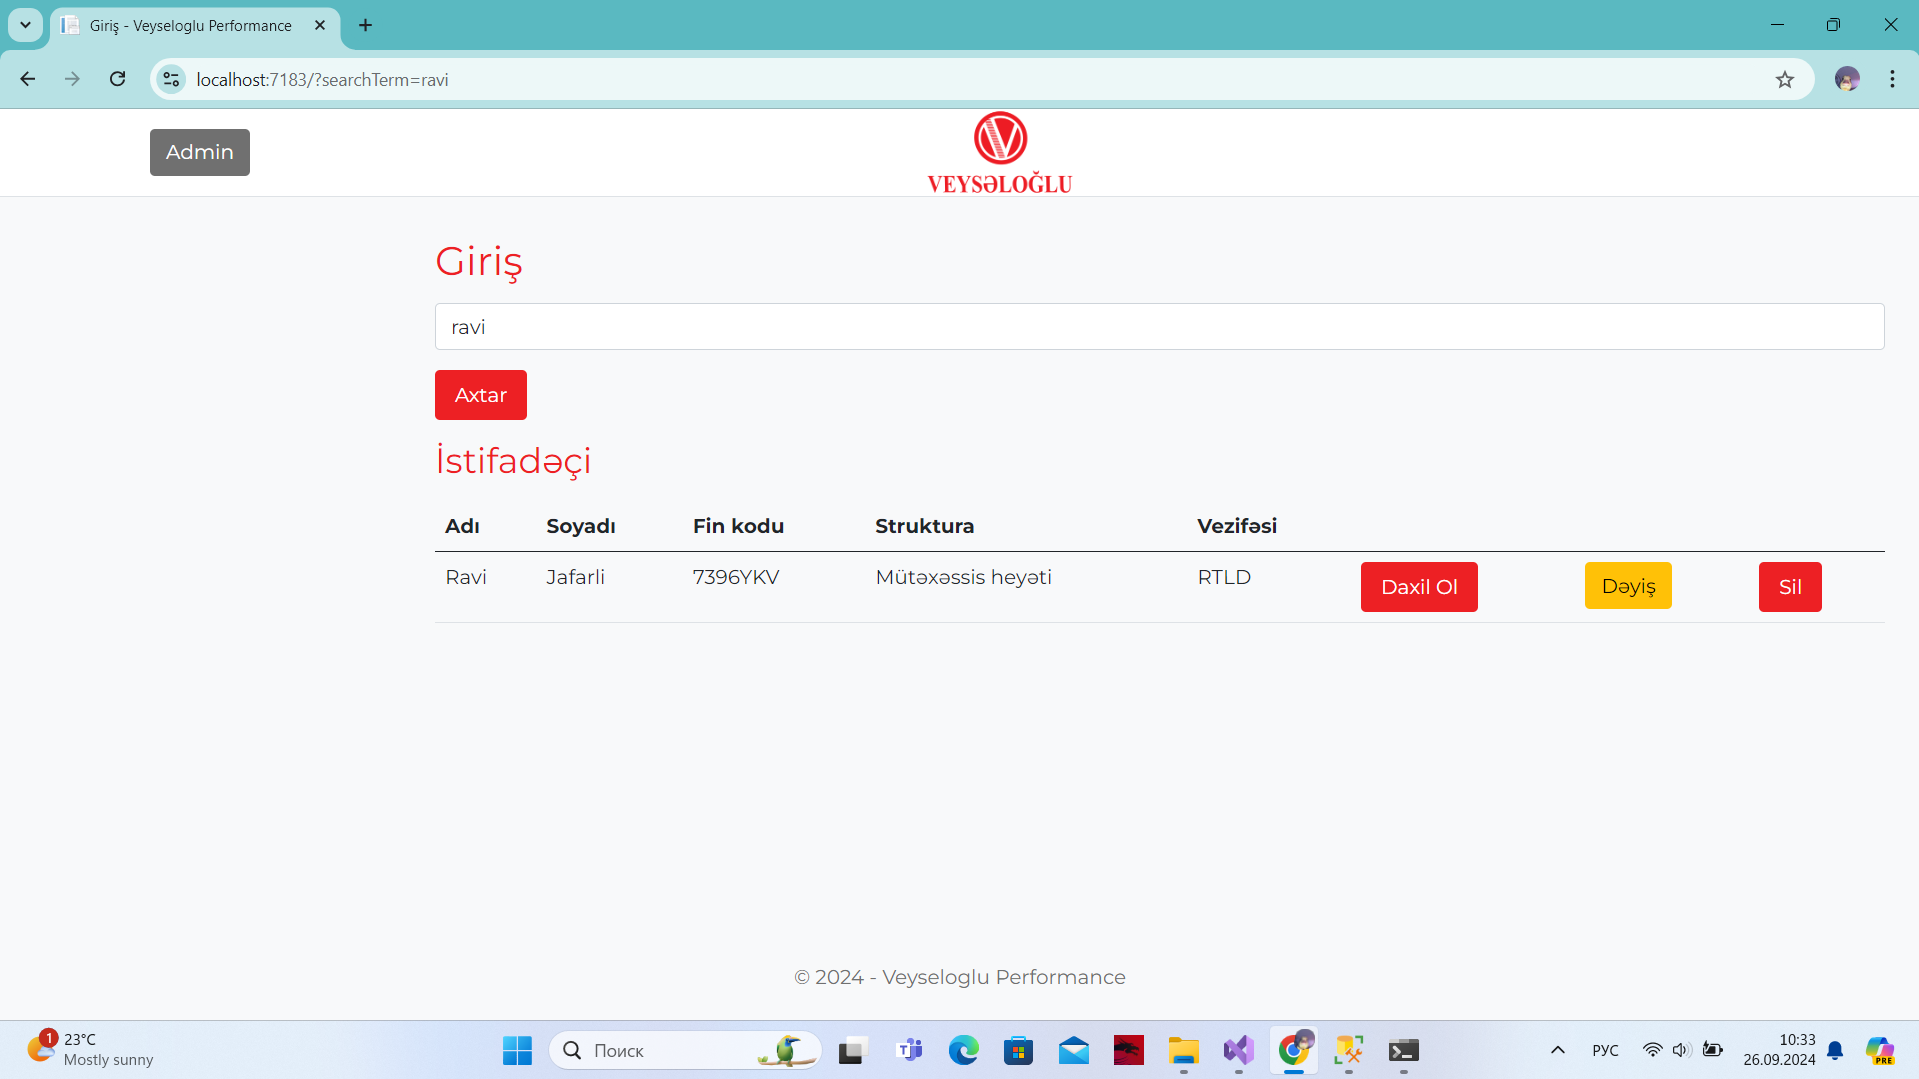 Giriş - Veyseloglu Performance
localhost:7183/?searchTerm=ravi
Admin
VEYSƏLOĞLU
Giriş
ravi
Axtar
İstifadəçi
Adı Soyadı Fin kodu Struktura Vezifəsi
Ravi Jafarli 7396YKV Mütəxəssis heyəti RTLD Daxil Ol Dəyiş Sil
© 2024 - Veyseloglu Performance
1
23°C
Mostly sunny
Поиск
РУС
10:33
26.09.2024
PRE